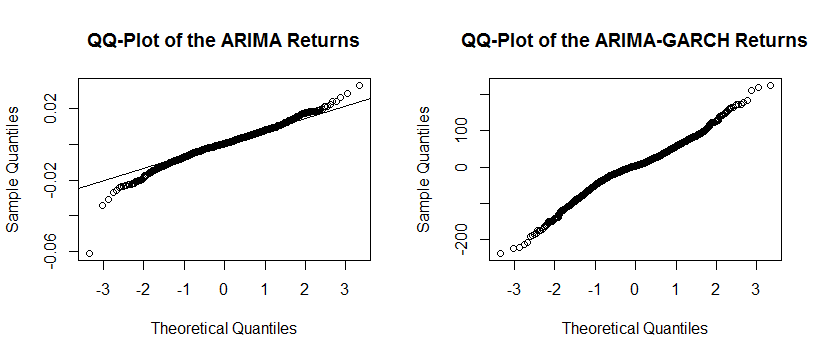 QQ-Plot of the ARIMA Returns
Sample Quantiles
0.02
-0.02
-0.06
-3 -2 -1 0 1 2 3
Theoretical Quantiles
QQ-Plot of the ARIMA-GARCH Returns
Sample Quantiles
100
0
-200
-3 -2 -1 0 1 2 3
Theoretical Quantiles